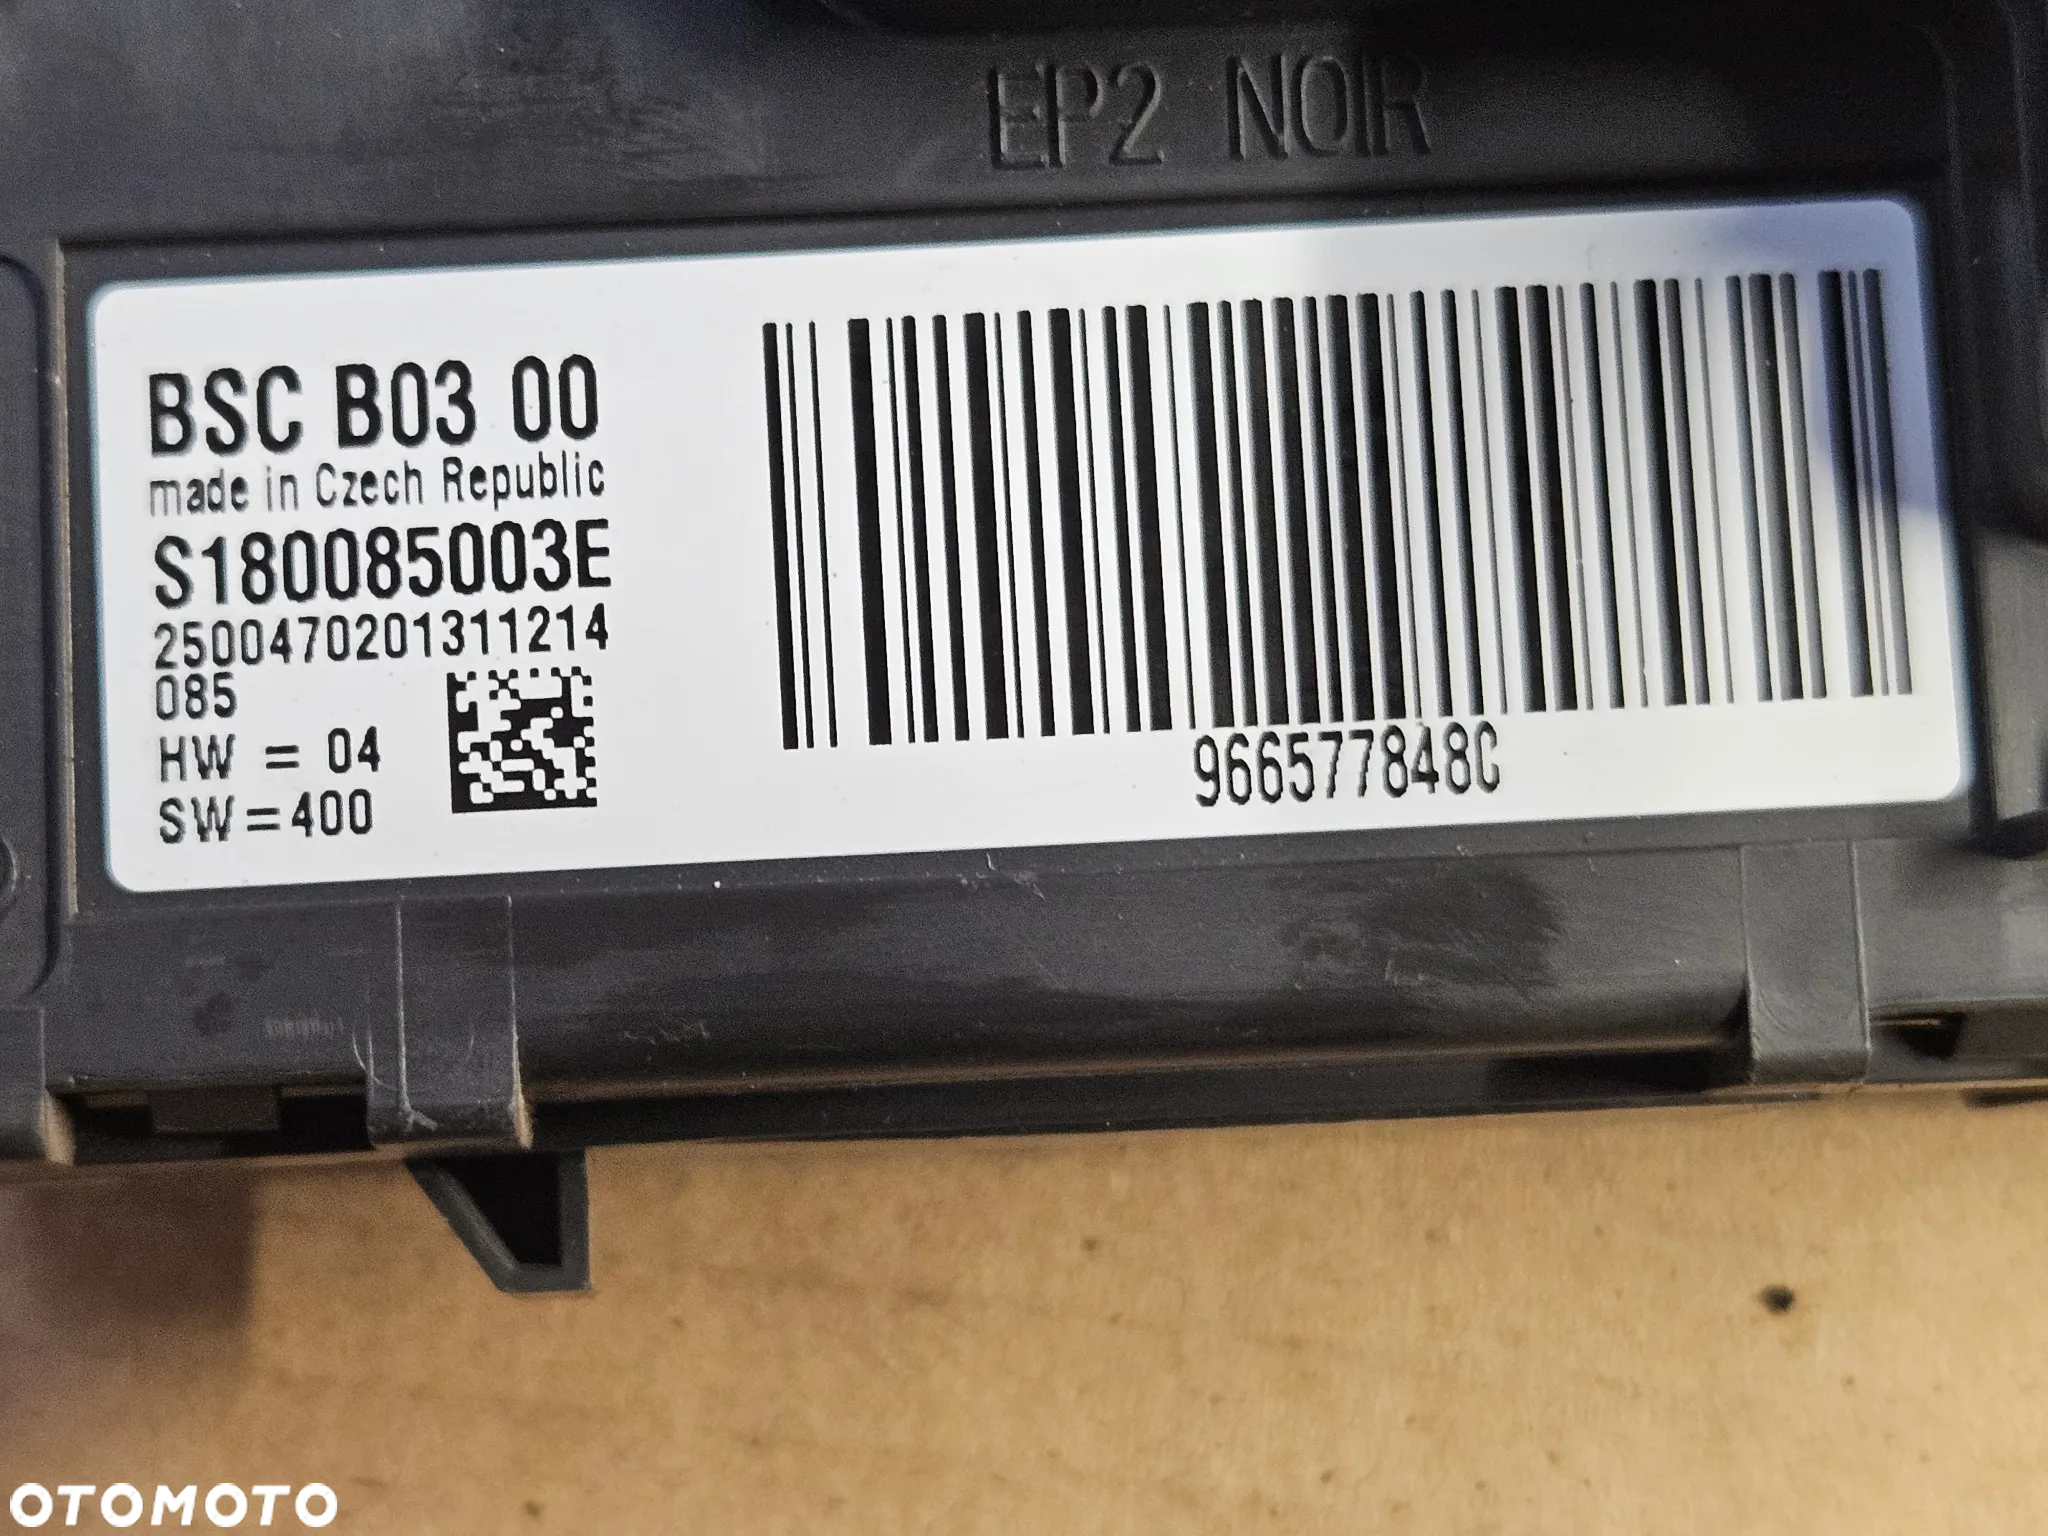 EP2 NOIR
BSC B03 00
made in Czech Republic
S180085003E
2500470201311214
085
HW = 04
SW=400
966577848C
OTOMOTO